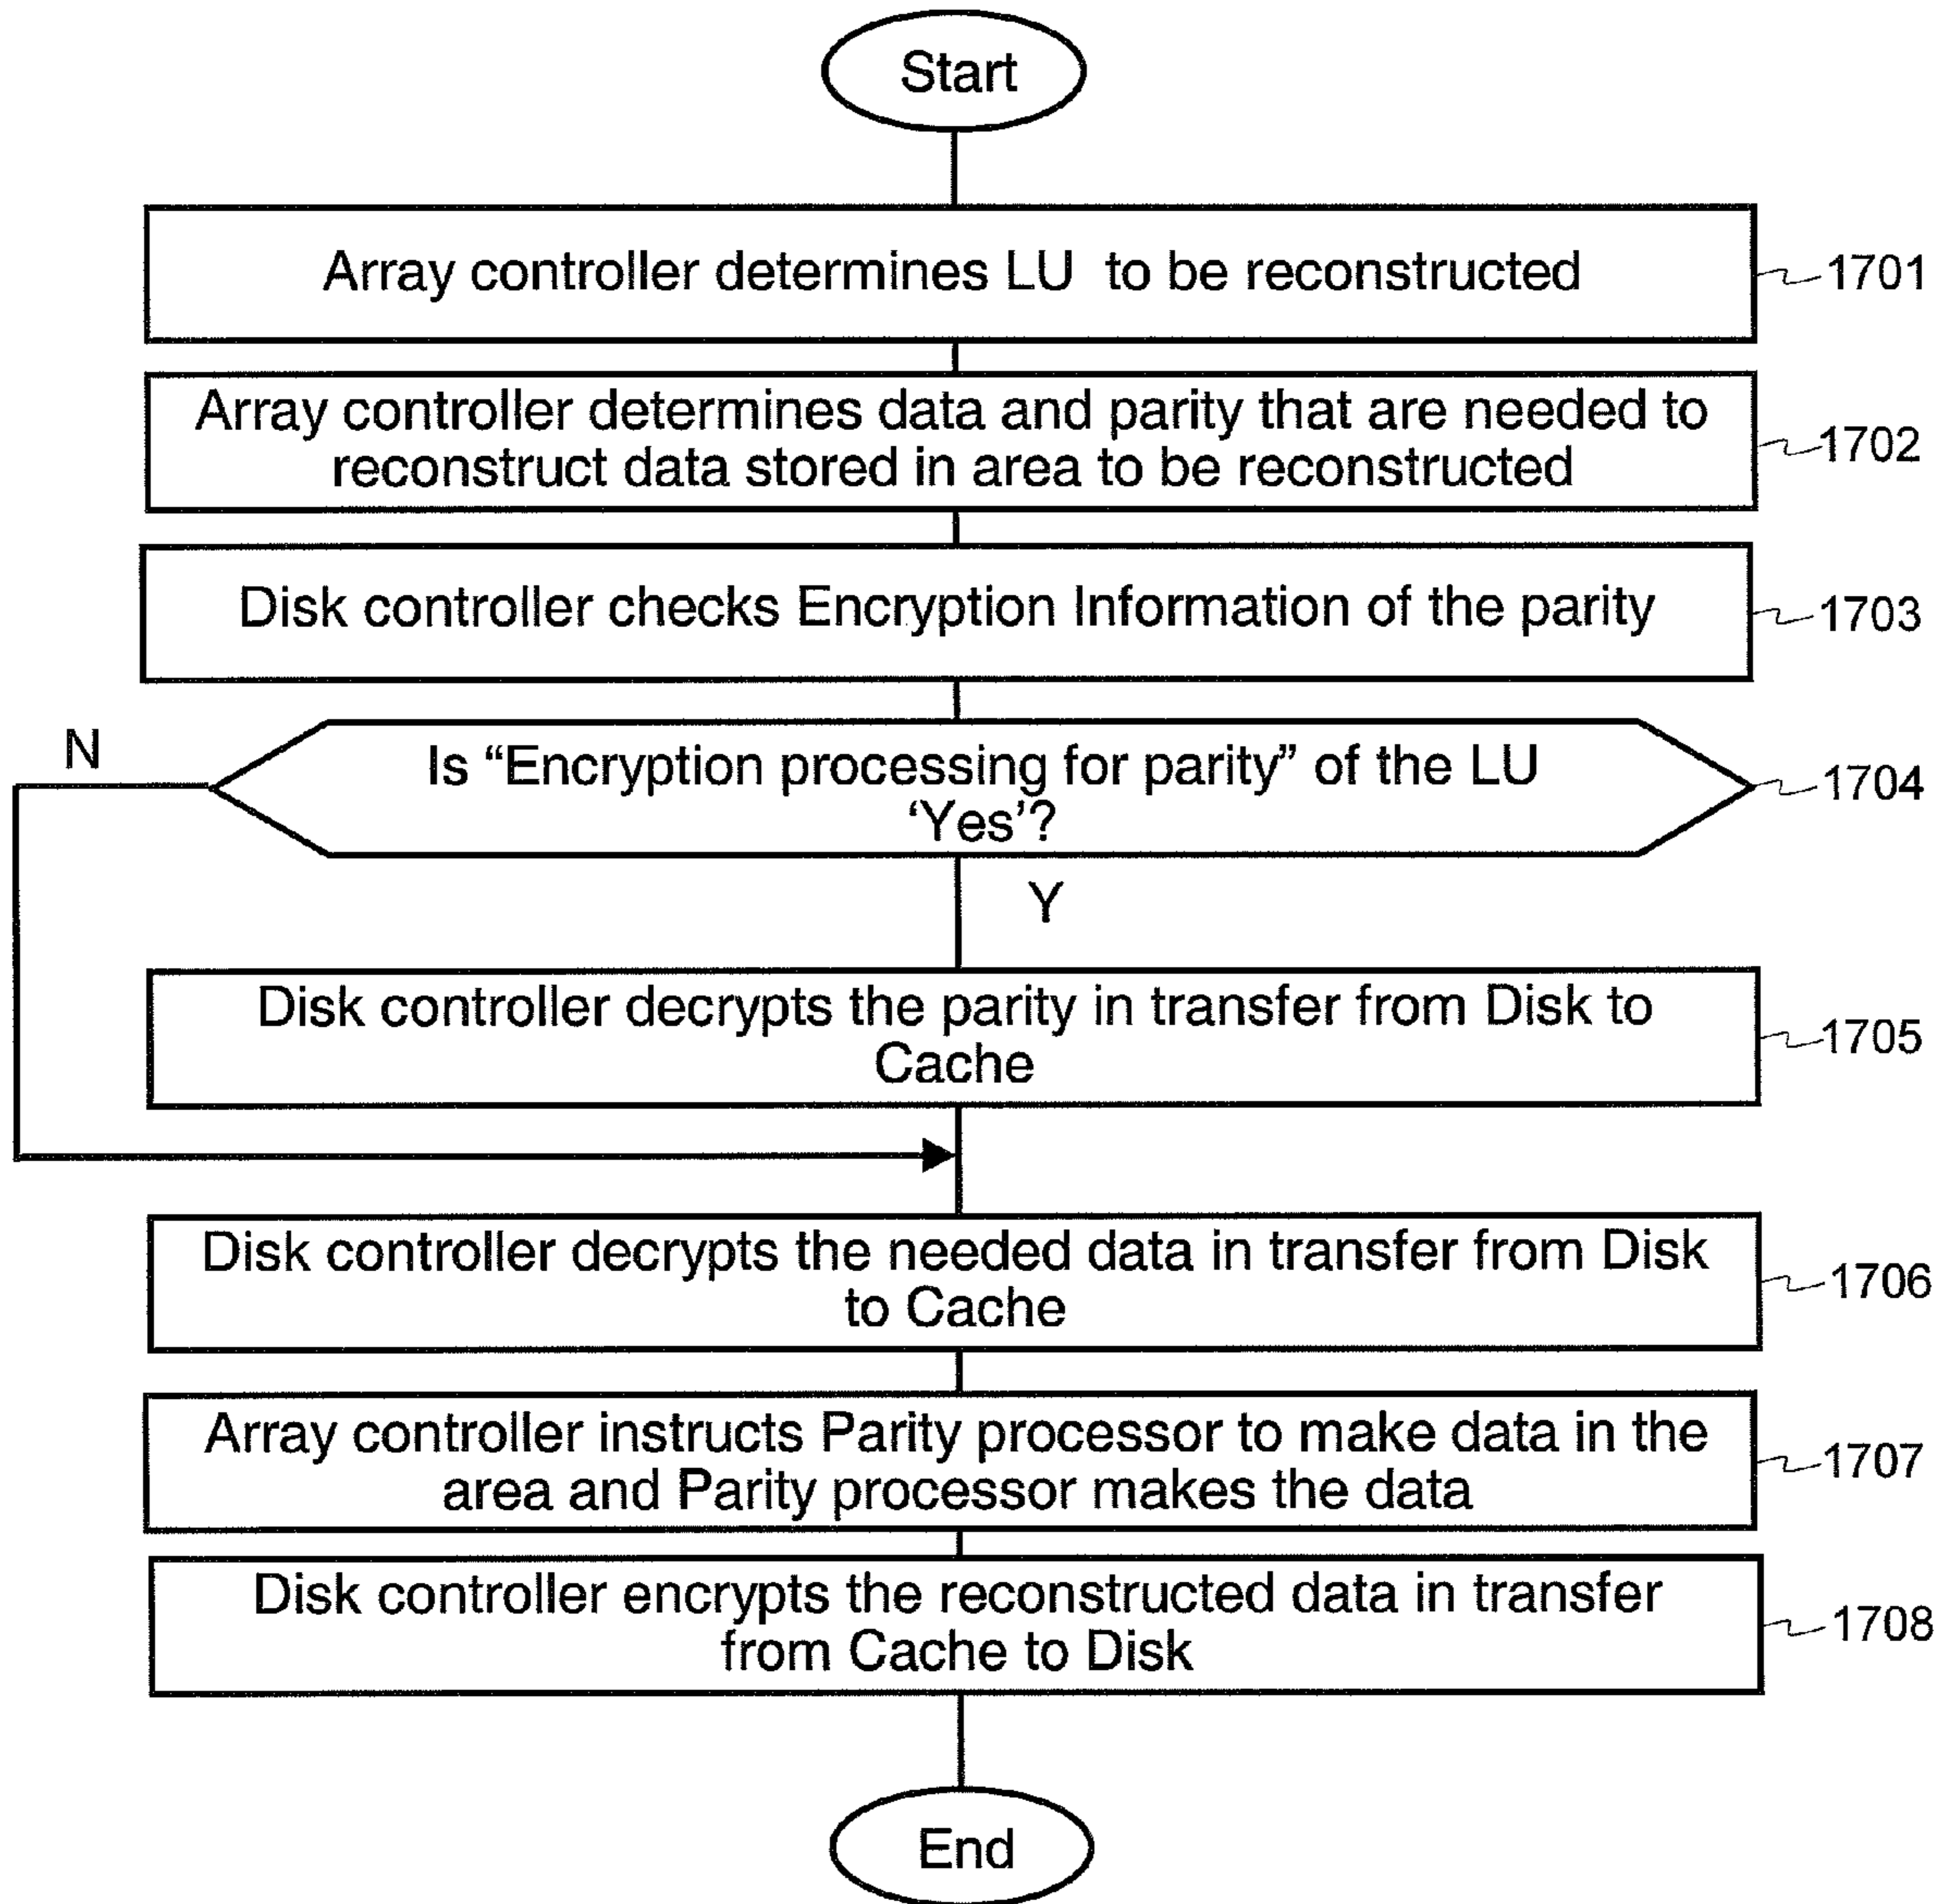 Start
Array controller determines LU to be reconstructed
1701
Array controller determines data and parity that are needed to
reconstruct data stored in area to be reconstructed
1702
Disk controller checks Encryption Information of the parity
1703
N
Is “Encryption processing for parity” of the LU
‘Yes’?
1704
Y
Disk controller decrypts the parity in transfer from Disk to
Cache
1705
Disk controller decrypts the needed data in transfer from Disk
to Cache
1706
Array controller instructs Parity processor to make data in the
area and Parity processor makes the data
1707
Disk controller encrypts the reconstructed data in transfer
from Cache to Disk
1708
End